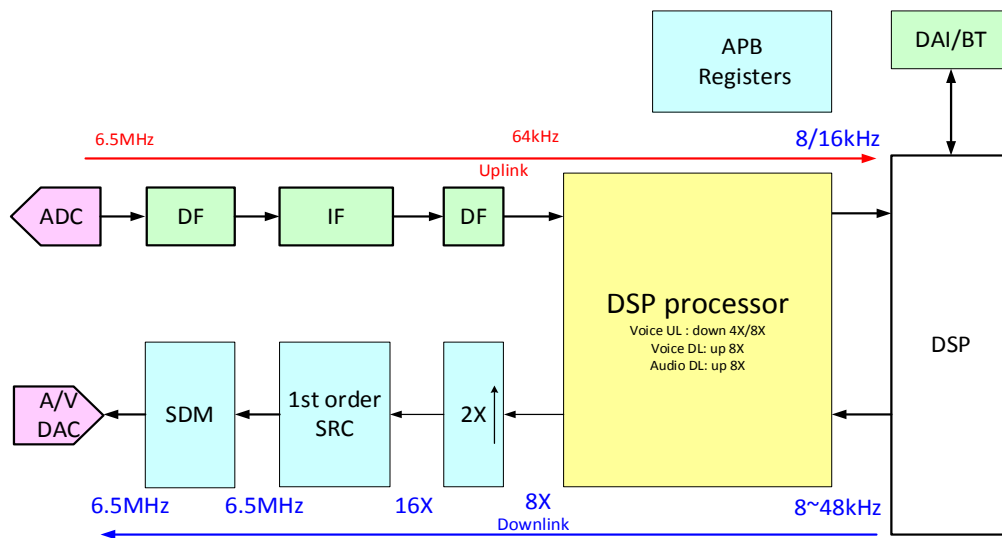 APB
Registers
DAI/BT
6.5MHz
64kHz
8/16kHz
Uplink
ADC
DF
IF
DF
DSP processor
Voice UL : down 4X/8X
Voice DL: up 8X
Audio DL: up 8X
DSP
A/V
DAC
SDM
1st order
SRC
2X
6.5MHz
6.5MHz
16X
8X
8~48kHz
Downlink